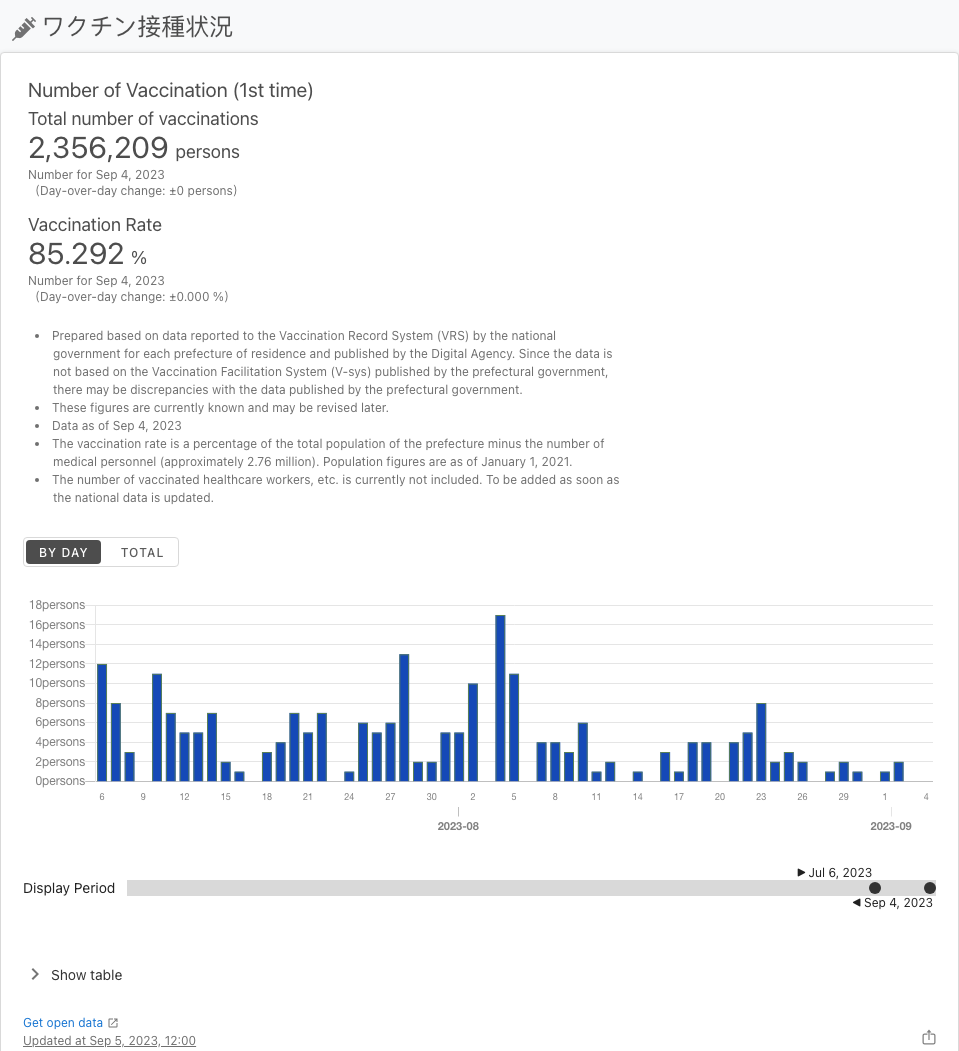 ワクチン接種状況
Number of Vaccination (1st time)
Total number of vaccinations
2,356,209 persons
Number for Sep 4, 2023
(Day-over-day change: ±0 persons)
Vaccination Rate
85.292 %
Number for Sep 4, 2023
(Day-over-day change: ±0.000 %)
• Prepared based on data reported to the Vaccination Record System (VRS) by the national
government for each prefecture of residence and published by the Digital Agency. Since the data is
not based on the Vaccination Facilitation System (V-sys) published by the prefectural government,
there may be discrepancies with the data published by the prefectural government.
• These figures are currently known and may be revised later.
• Data as of Sep 4, 2023
• The vaccination rate is a percentage of the total population of the prefecture minus the number of
medical personnel (approximately 2.76 million). Population figures are as of January 1, 2021.
• The number of vaccinated healthcare workers, etc. is currently not included. To be added as soon as
the national data is updated.
BY DAY TOTAL
18persons
16persons
14persons
12persons
10persons
8persons
6persons
4persons
2persons
0persons
6 9 12 15 18 21 24 27 30 2 5 8 11 14 17 20 23 26 29 1 4
2023-08 2023-09
▶ Jul 6, 2023
Display Period
◀ Sep 4, 2023
Show table
Get open data
Updated at Sep 5, 2023, 12:00